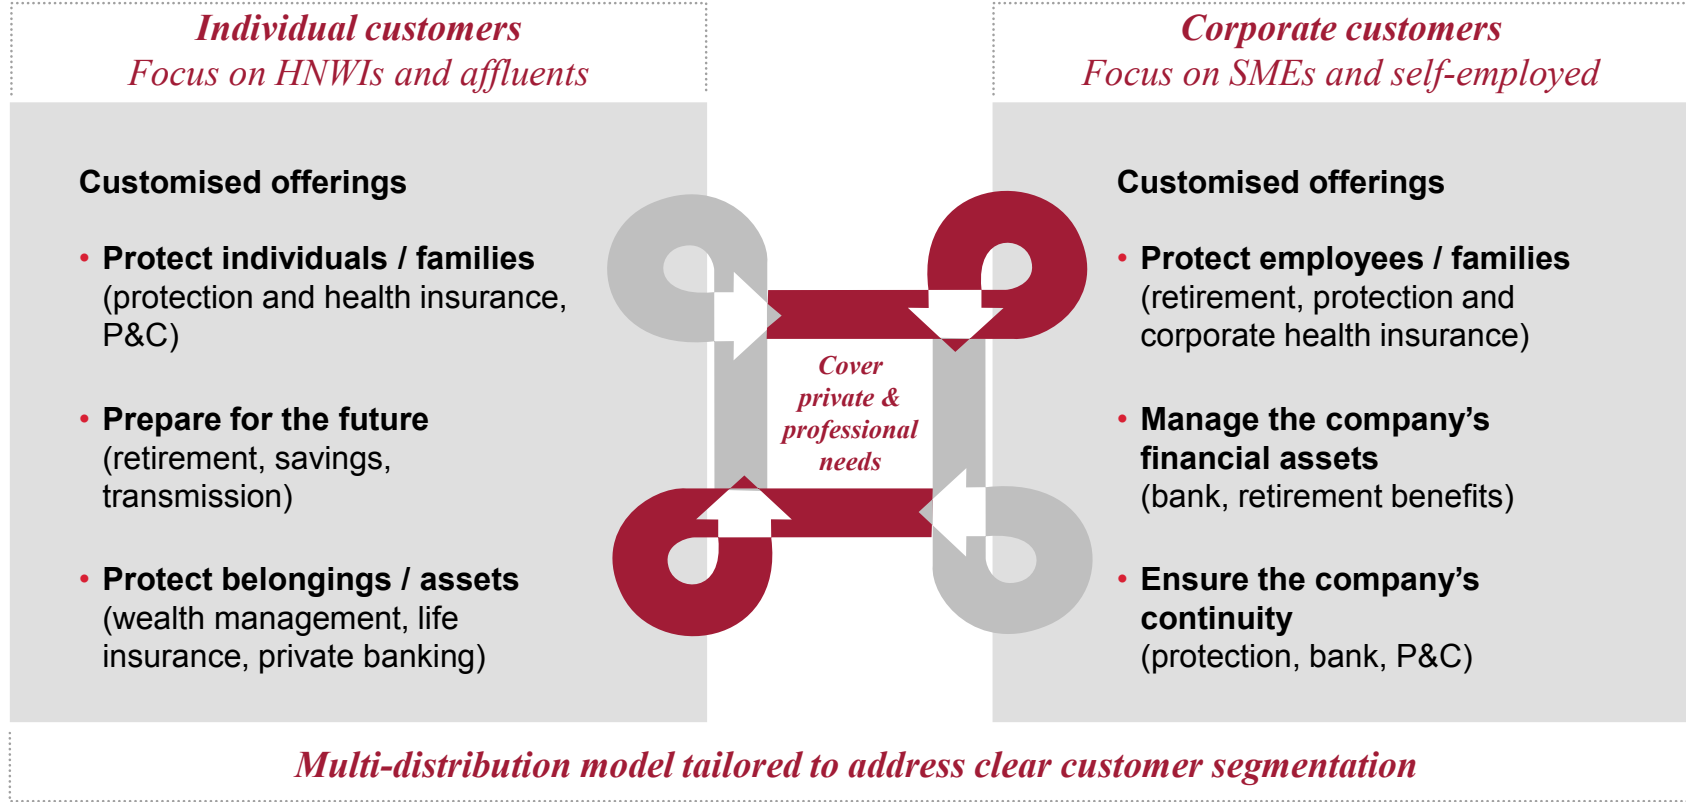 Individual customers
Focus on HNWIs and affluents
Customised offerings
• Protect individuals / families
(protection and health insurance,
P&C)
• Prepare for the future
(retirement, savings,
transmission)
• Protect belongings / assets
(wealth management, life
insurance, private banking)
Cover
private &
professional
needs
Corporate customers
Focus on SMEs and self-employed
Customised offerings
• Protect employees / families
(retirement, protection and
corporate health insurance)
• Manage the company’s
financial assets
(bank, retirement benefits)
• Ensure the company’s
continuity
(protection, bank, P&C)
Multi-distribution model tailored to address clear customer segmentation